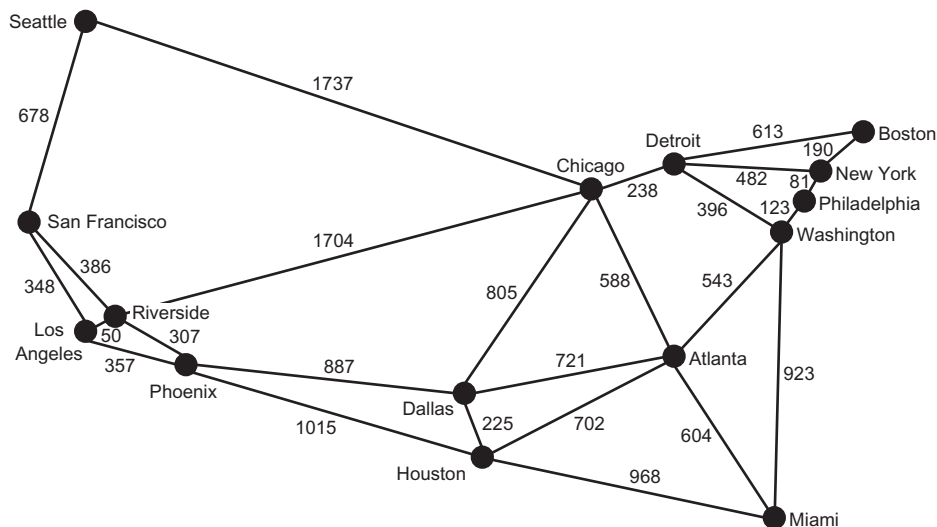 Seattle
1737
678
613
Boston
Detroit
190
Chicago
482
New York
81
238
Philadelphia
396
123
San Francisco
Washington
1704
386
348
805
588
543
Riverside
Los
Angeles
50
307
357
887
721
Atlanta
Phoenix
923
Dallas
225
702
1015
604
Houston
968
Miami